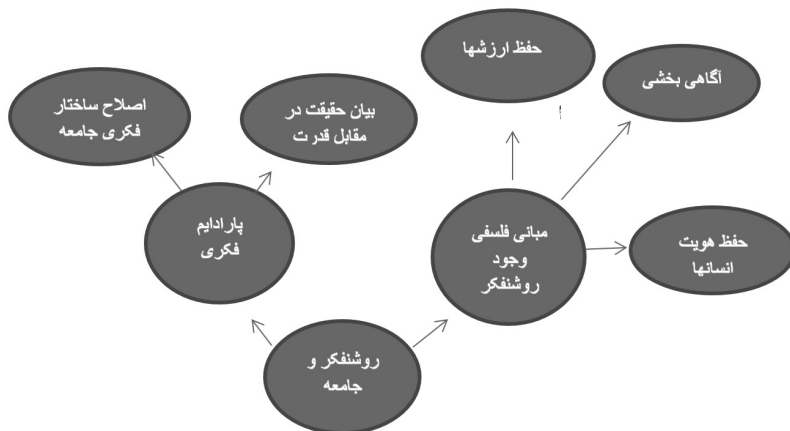 حفظ ارزشها
آگاهی بخشی
اصلاح ساختار
فکری جامعه
بیان حقیقت در
مقابل قدرت
پارادایم
فکری
مبانی فلسفی
وجود
روشنفکر
حفظ هویت
انسانها
روشنفکر و
جامعه